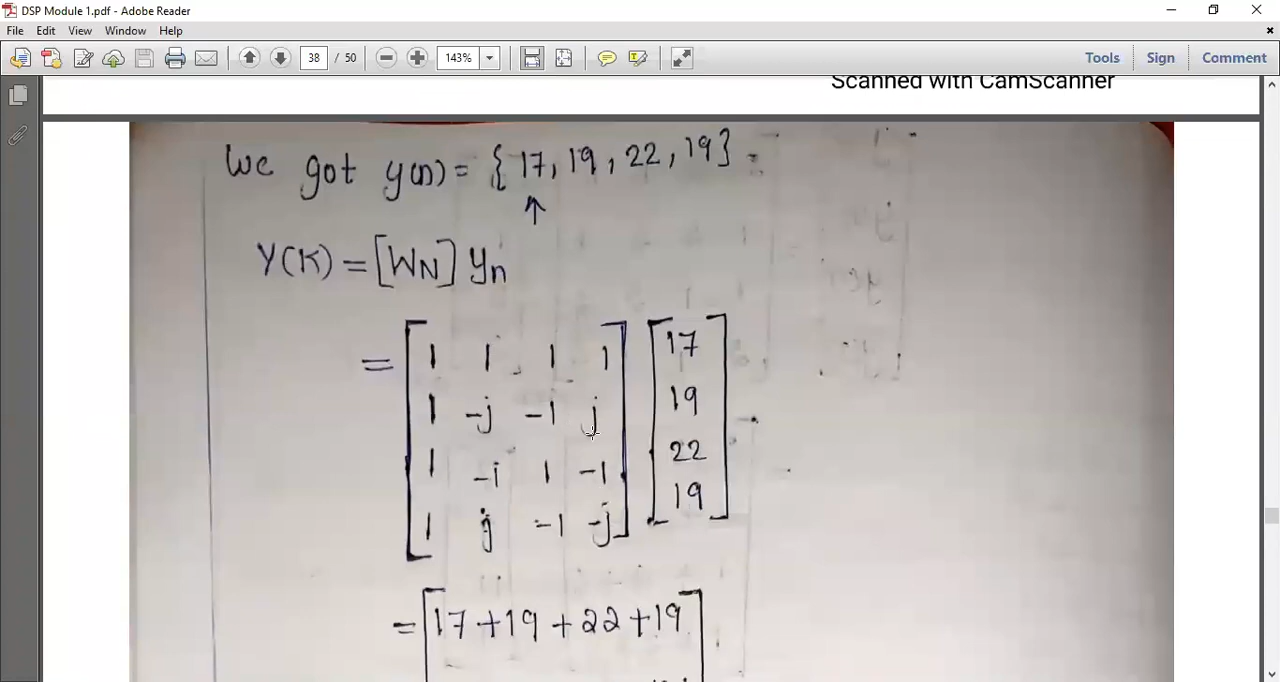 DSP Module 1.pdf - Adobe Reader
File Edit View Window Help
38 / 50 143% Tools Sign Comment
Scanned with CamScanner
We got y(n) = {17, 19, 22, 19}
↑
Y(K) = [WN] yn
= [1 1 1 1] [17]
[1 -j -1 j] [19]
[1 -1 1 -1] [22]
[1 j -1 -j] [19]
= [17 + 19 + 22 + 19]